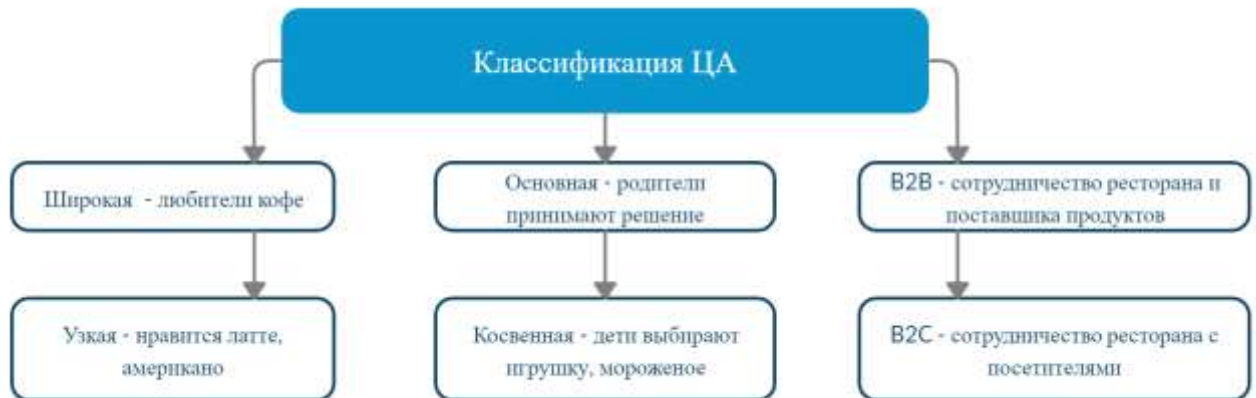 Классификация ЦА
Широкая - любители кофе
Основная - родители
принимают решение
B2B - сотрудничество ресторана и
поставщика продуктов
Узкая - нравится латте,
американо
Косвенная - дети выбирают
игрушку, мороженое
B2C - сотрудничество ресторана с
посетителями